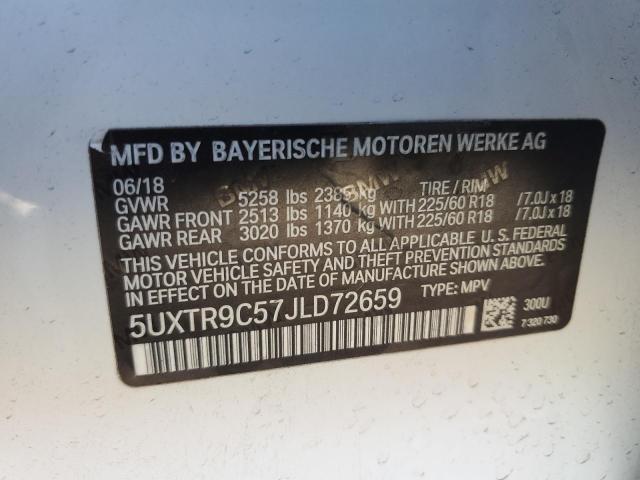 MFD BY BAYERISCHE MOTOREN WERKE AG
06/18 TIRE / RIM
GVWR 5258 lbs 2385 kg
GAWR FRONT 2513 lbs 1140 kg WITH 225/60 R18 /7.0J x 18
GAWR REAR 3020 lbs 1370 kg WITH 225/60 R18 /7.0J x 18
THIS VEHICLE CONFORMS TO ALL APPLICABLE U. S. FEDERAL
MOTOR VEHICLE SAFETY AND THEFT PREVENTION STANDARDS
IN EFFECT ON THE DATE OF MANUFACTURE SHOWN ABOVE.
5UXTR9C57JLD72659 TYPE: MPV
300U
7 320 730